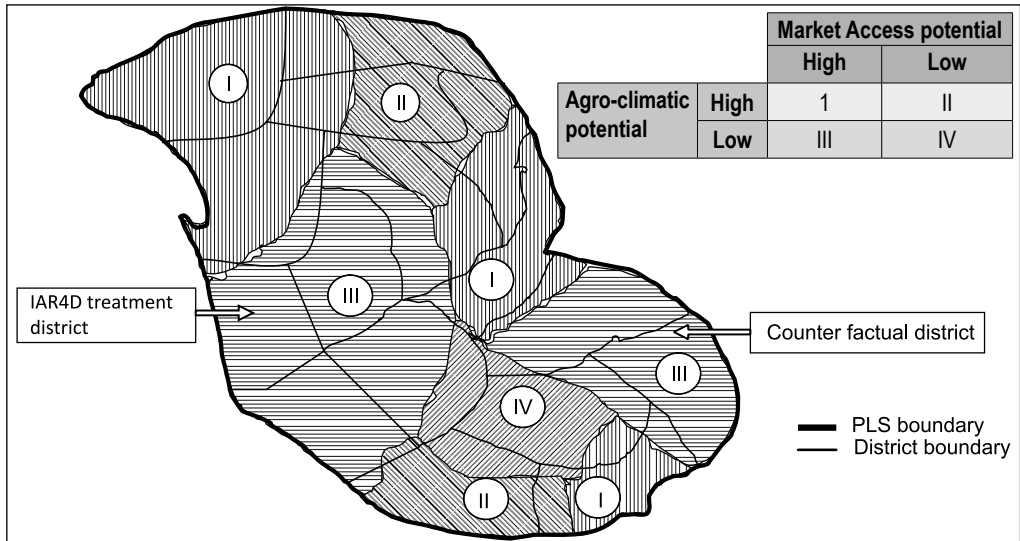 Market Access potential
High Low
Agro-climatic
potential
High 1 II
Low III IV
I
II
I
III
IAR4D treatment
district
Counter factual district
III
IV
PLS boundary
District boundary
II
I